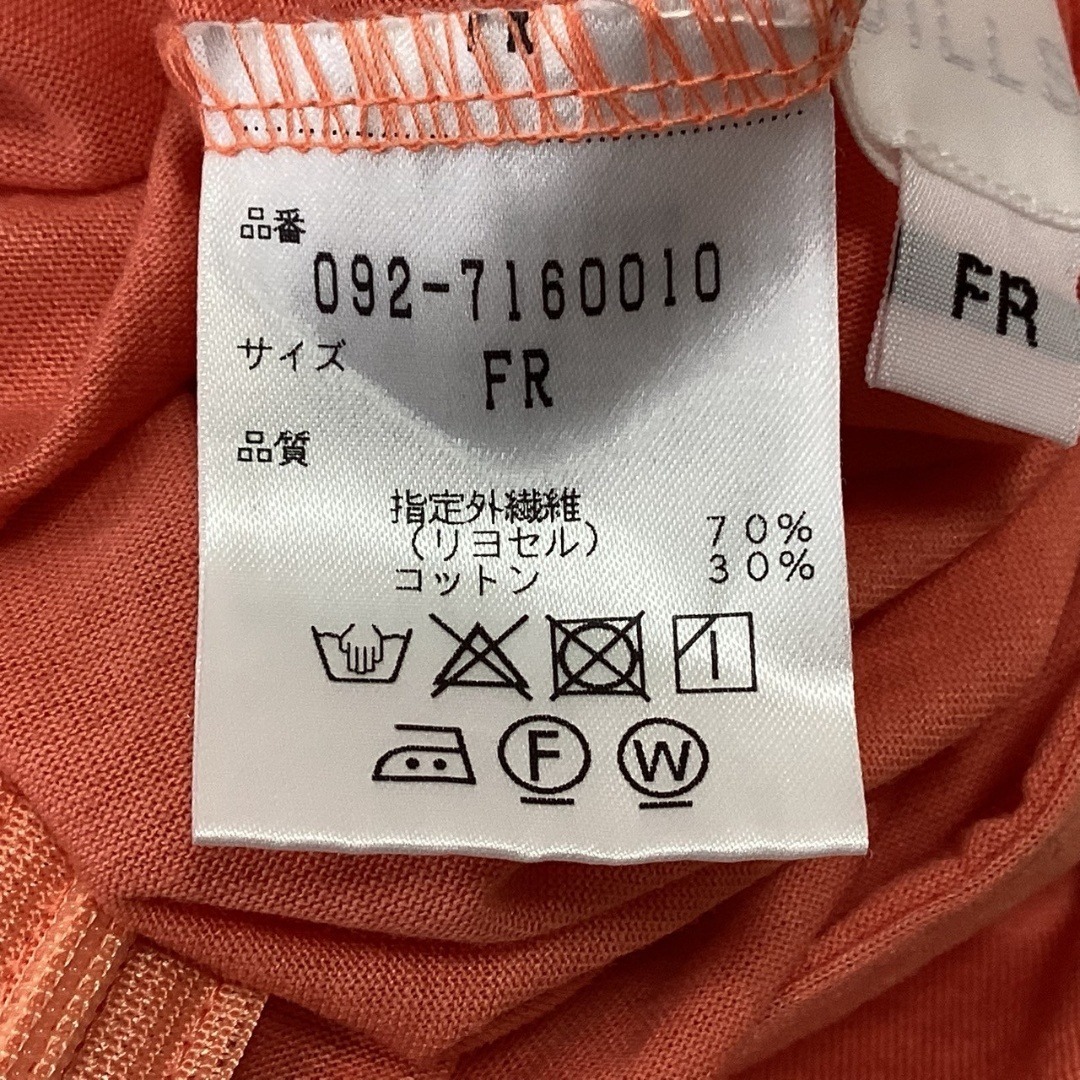 品番
092-7160010
サイズ
FR
品質
指定外繊維
(リヨセル) 70%
コットン 30%
F
W
FR